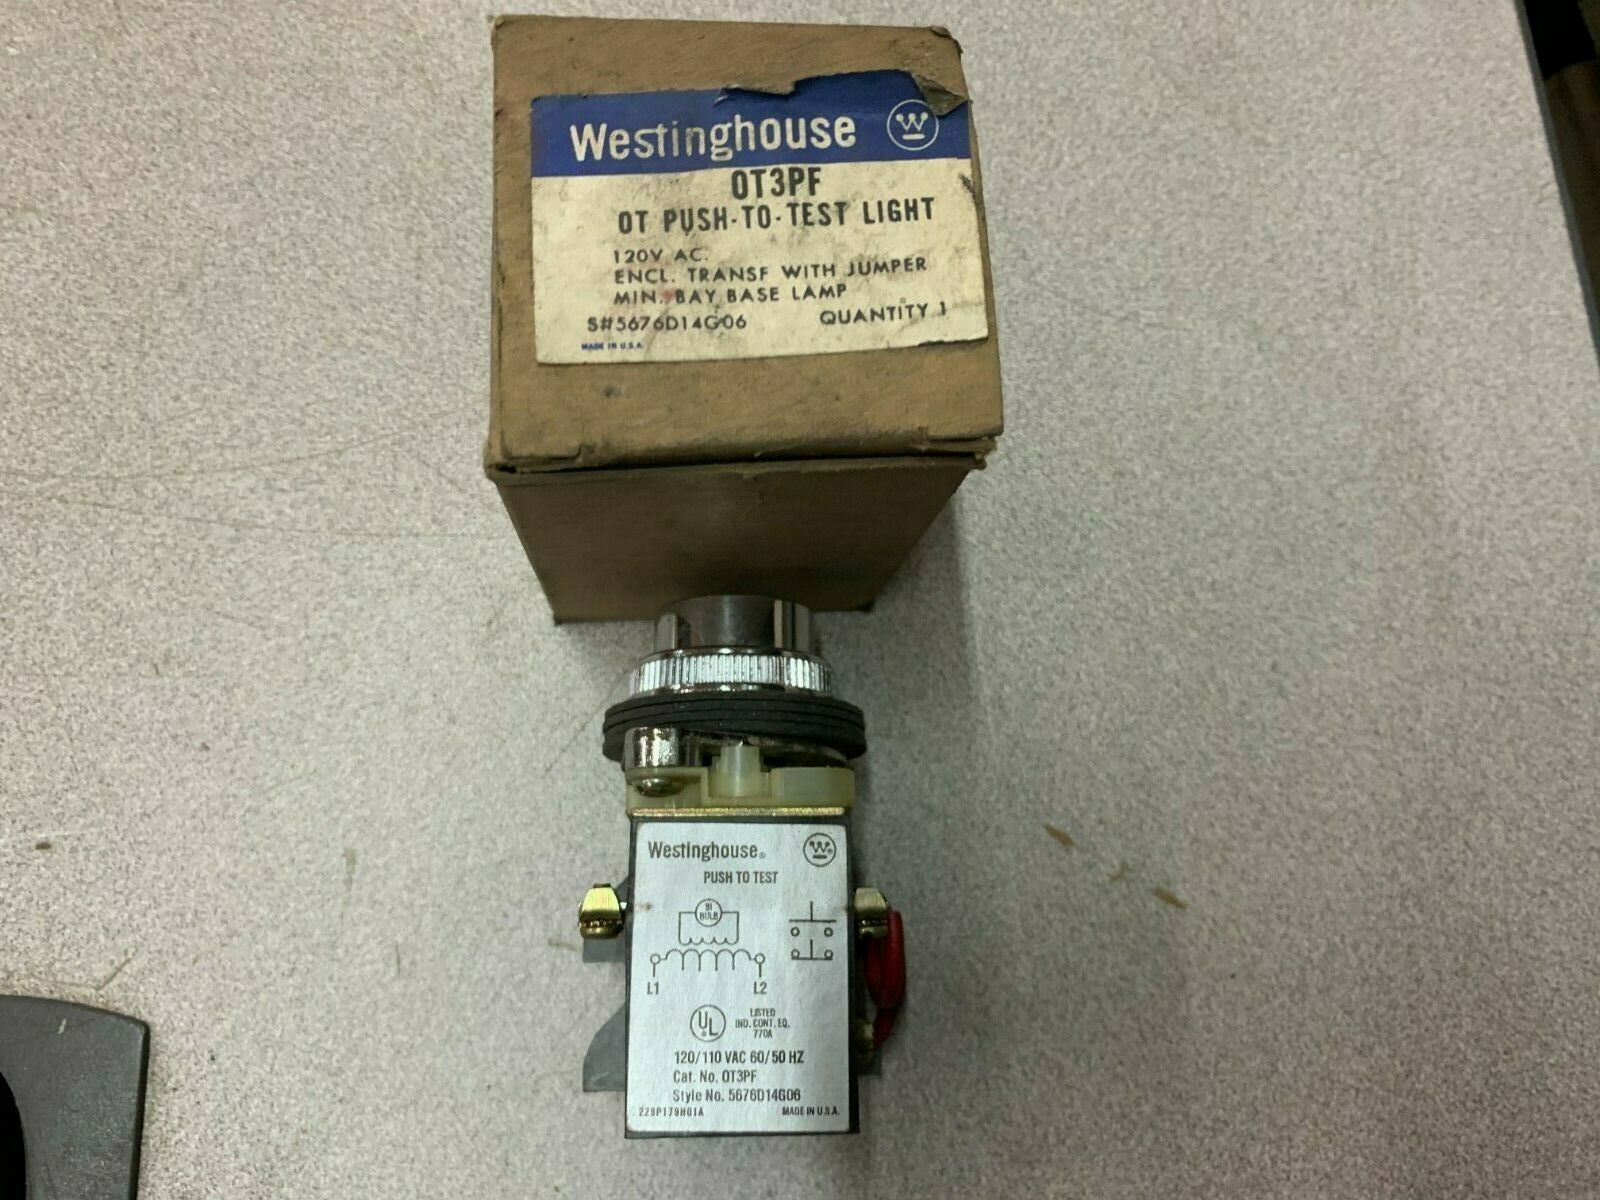 Westinghouse W
OT3PF
OT PUSH-TO-TEST LIGHT
120V AC.
ENCL. TRANSF WITH JUMPER
MIN. BAY BASE LAMP
S#5676D14G06 QUANTITY 1
MADE IN U.S.A.
Westinghouse® W®
PUSH TO TEST
91
BULB
L1 L2
UL
LISTED
IND. CONT. EQ.
770A
120/110 VAC 60/50 HZ
Cat. No. OT3PF
Style No. 5676D14G06
229P179H01A MADE IN U.S.A.